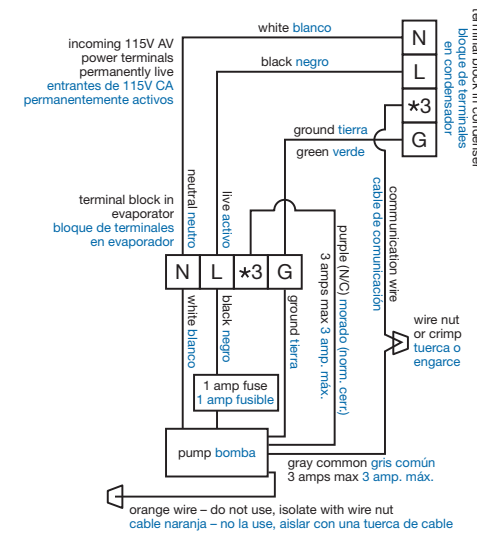 white blanco
N
incoming 115V AV
power terminals
permanently live
entrantes de 115V CA
permanentemente activos
black negro
L
*3
ground tierra
green verde
G
terminal block in condenser
bloque de terminales
en condensador
neutral neutro
live activo
terminal block in
evaporator
bloque de terminales
en evaporador
purple (N/C) morado (norm. cerr.)
3 amps max 3 amp. máx.
communication wire
cable de comunicación
N L *3 G
white blanco
black negro
ground tierra
wire nut
or crimp
tuerca o
engarce
1 amp fuse
1 amp fusible
pump bomba
gray common gris común
3 amps max 3 amp. máx.
orange wire – do not use, isolate with wire nut
cable naranja – no la use, aislar con una tuerca de cable